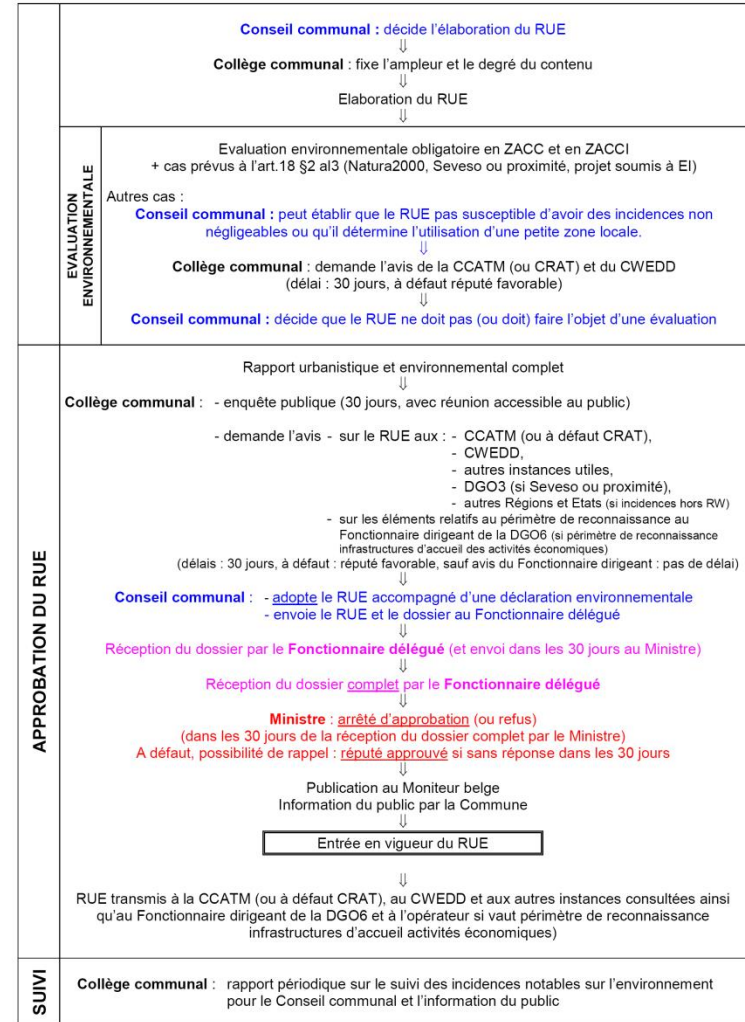 Conseil communal : décide l'élaboration du RUE
⇓
Collège communal : fixe l'ampleur et le degré du contenu
⇓
Elaboration du RUE
⇓
EVALUATION
ENVIRONNEMENTALE
Evaluation environnementale obligatoire en ZACC et en ZACCI
+ cas prévus à l'art.18 §2 al3 (Natura2000, Seveso ou proximité, projet soumis à EI)
Autres cas :
Conseil communal : peut établir que le RUE pas susceptible d'avoir des incidences non
négligeables ou qu'il détermine l'utilisation d'une petite zone locale.
⇓
Collège communal : demande l'avis de la CCATM (ou CRAT) et du CWEDD
(délai : 30 jours, à défaut réputé favorable)
⇓
Conseil communal : décide que le RUE ne doit pas (ou doit) faire l'objet d'une évaluation
APPROBATION DU RUE
Rapport urbanistique et environnemental complet
⇓
Collège communal : - enquête publique (30 jours, avec réunion accessible au public)
- demande l'avis - sur le RUE aux : - CCATM (ou à défaut CRAT),
- CWEDD,
- autres instances utiles,
- DGO3 (si Seveso ou proximité),
- autres Régions et Etats (si incidences hors RW)
- sur les éléments relatifs au périmètre de reconnaissance au
Fonctionnaire dirigeant de la DGO6 (si périmètre de reconnaissance
infrastructures d'accueil des activités économiques)
(délais : 30 jours, à défaut : réputé favorable, sauf avis du Fonctionnaire dirigeant : pas de délai)
⇓
Conseil communal : - adopte le RUE accompagné d'une déclaration environnementale
- envoie le RUE et le dossier au Fonctionnaire délégué
⇓
Réception du dossier par le Fonctionnaire délégué (et envoi dans les 30 jours au Ministre)
⇓
Réception du dossier complet par le Fonctionnaire délégué
⇓
Ministre : arrêté d'approbation (ou refus)
(dans les 30 jours de la réception du dossier complet par le Ministre)
A défaut, possibilité de rappel : réputé approuvé si sans réponse dans les 30 jours
⇓
Publication au Moniteur belge
Information du public par la Commune
⇓
Entrée en vigueur du RUE
⇓
RUE transmis à la CCATM (ou à défaut CRAT), au CWEDD et aux autres instances consultées ainsi
qu'au Fonctionnaire dirigeant de la DGO6 et à l'opérateur si vaut périmètre de reconnaissance
infrastructures d'accueil activités économiques)
SUIVI
Collège communal : rapport périodique sur le suivi des incidences notables sur l'environnement
pour le Conseil communal et l'information du public